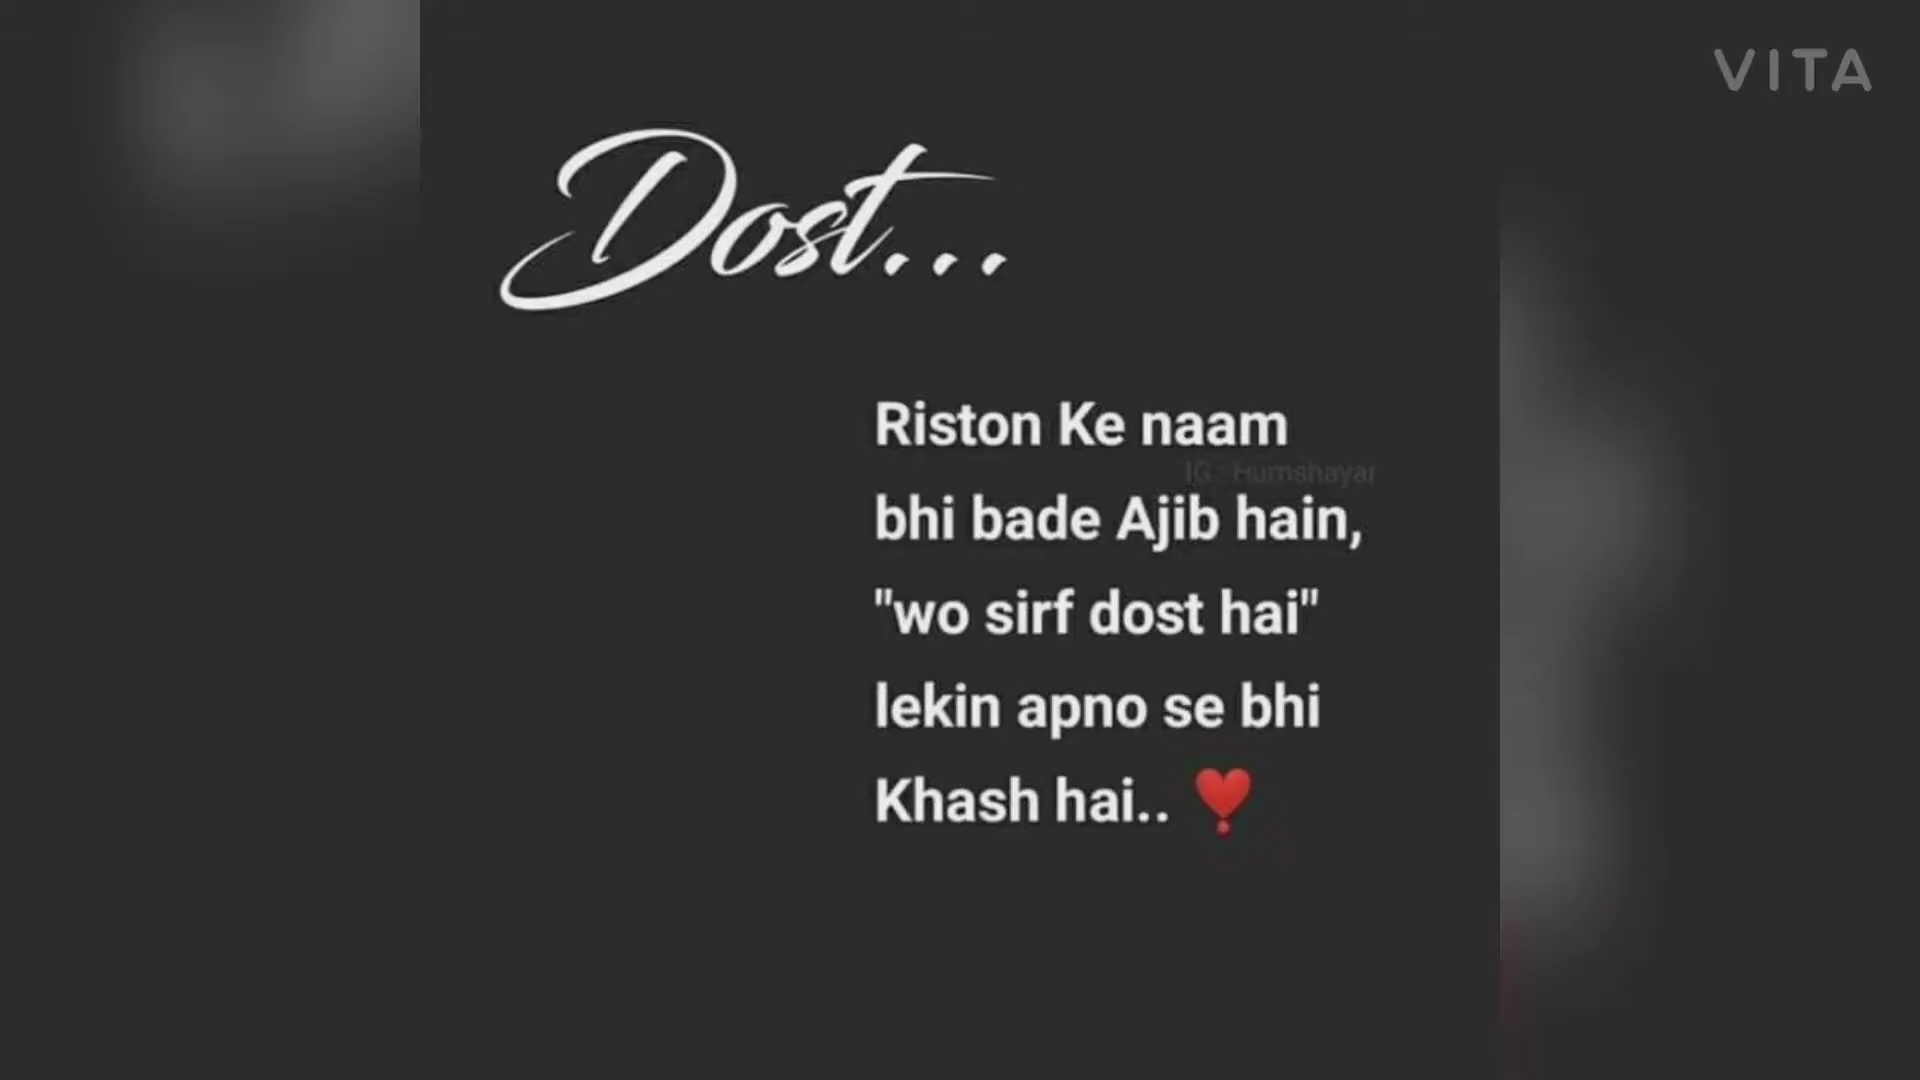 VITA
Dost...
Riston Ke naam
IG : Humshayar
bhi bade Ajib hain,
"wo sirf dost hai"
lekin apno se bhi
Khash hai.. ❣️